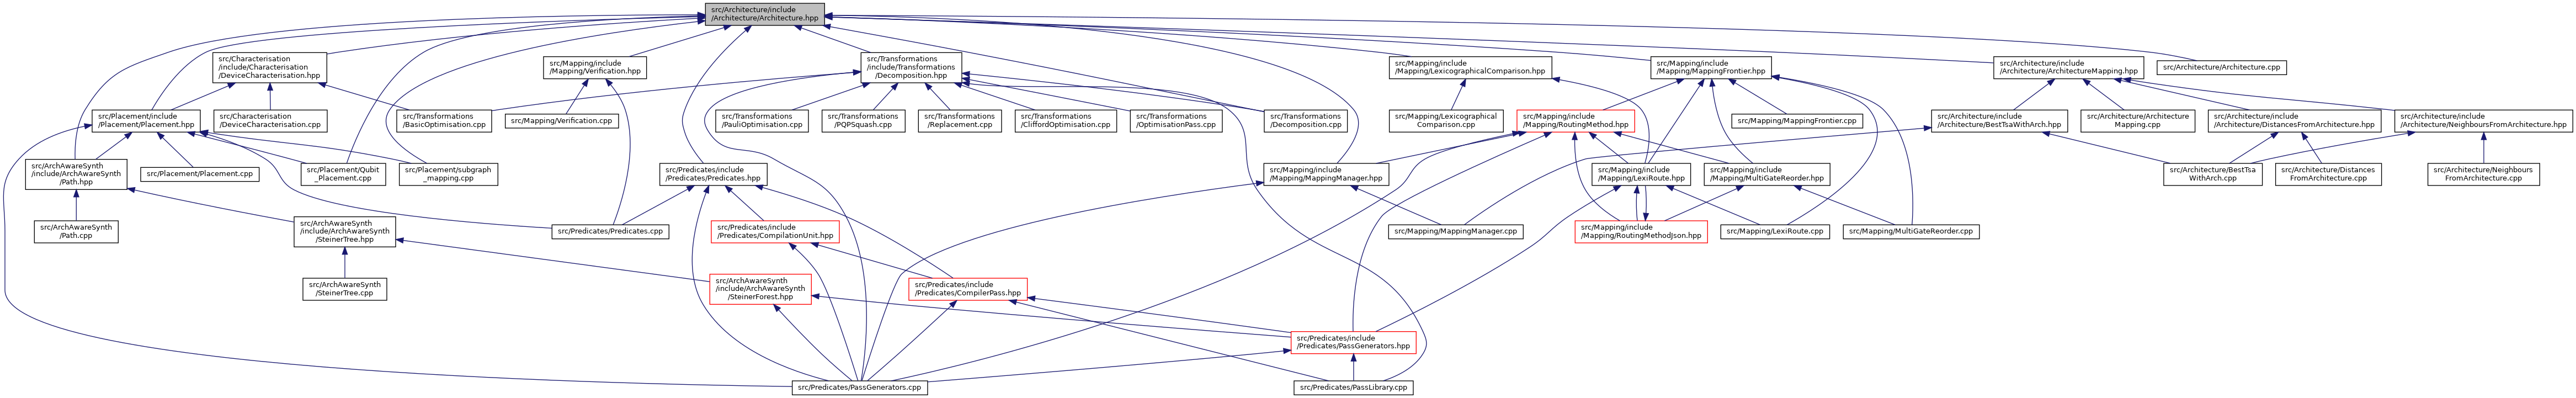 src/Architecture/include
/Architecture/Architecture.hpp
src/Characterisation
/include/Characterisation
/DeviceCharacterisation.hpp
src/Mapping/include
/Mapping/Verification.hpp
src/Transformations
/include/Transformations
/Decomposition.hpp
src/Mapping/include
/Mapping/LexicographicalComparison.hpp
src/Mapping/include
/Mapping/MappingFrontier.hpp
src/Architecture/include
/Architecture/ArchitectureMapping.hpp
src/Architecture/Architecture.cpp
src/Placement/include
/Placement/Placement.hpp
src/Characterisation
/DeviceCharacterisation.cpp
src/Transformations
/BasicOptimisation.cpp
src/Mapping/Verification.cpp
src/Transformations
/PauliOptimisation.cpp
src/Transformations
/PQPSquash.cpp
src/Transformations
/Replacement.cpp
src/Transformations
/CliffordOptimisation.cpp
src/Transformations
/OptimisationPass.cpp
src/Transformations
/Decomposition.cpp
src/Mapping/Lexicographical
Comparison.cpp
src/Mapping/include
/Mapping/RoutingMethod.hpp
src/Mapping/MappingFrontier.cpp
src/Architecture/include
/Architecture/BestTsaWithArch.hpp
src/Architecture/Architecture
Mapping.cpp
src/Architecture/include
/Architecture/DistancesFromArchitecture.hpp
src/Architecture/include
/Architecture/NeighboursFromArchitecture.hpp
src/ArchAwareSynth
/include/ArchAwareSynth
/Path.hpp
src/Placement/Placement.cpp
src/Placement/Qubit
_Placement.cpp
src/Placement/subgraph
_mapping.cpp
src/Predicates/include
/Predicates/Predicates.hpp
src/Mapping/include
/Mapping/MappingManager.hpp
src/Mapping/include
/Mapping/LexiRoute.hpp
src/Mapping/include
/Mapping/MultiGateReorder.hpp
src/Architecture/BestTsa
WithArch.cpp
src/Architecture/Distances
FromArchitecture.cpp
src/Architecture/Neighbours
FromArchitecture.cpp
src/ArchAwareSynth
/Path.cpp
src/ArchAwareSynth
/include/ArchAwareSynth
/SteinerTree.hpp
src/Predicates/Predicates.cpp
src/Predicates/include
/Predicates/CompilationUnit.hpp
src/Mapping/MappingManager.cpp
src/Mapping/include
/Mapping/RoutingMethodJson.hpp
src/Mapping/LexiRoute.cpp
src/Mapping/MultiGateReorder.cpp
src/ArchAwareSynth
/SteinerTree.cpp
src/ArchAwareSynth
/include/ArchAwareSynth
/SteinerForest.hpp
src/Predicates/include
/Predicates/CompilerPass.hpp
src/Predicates/include
/Predicates/PassGenerators.hpp
src/Predicates/PassGenerators.cpp
src/Predicates/PassLibrary.cpp